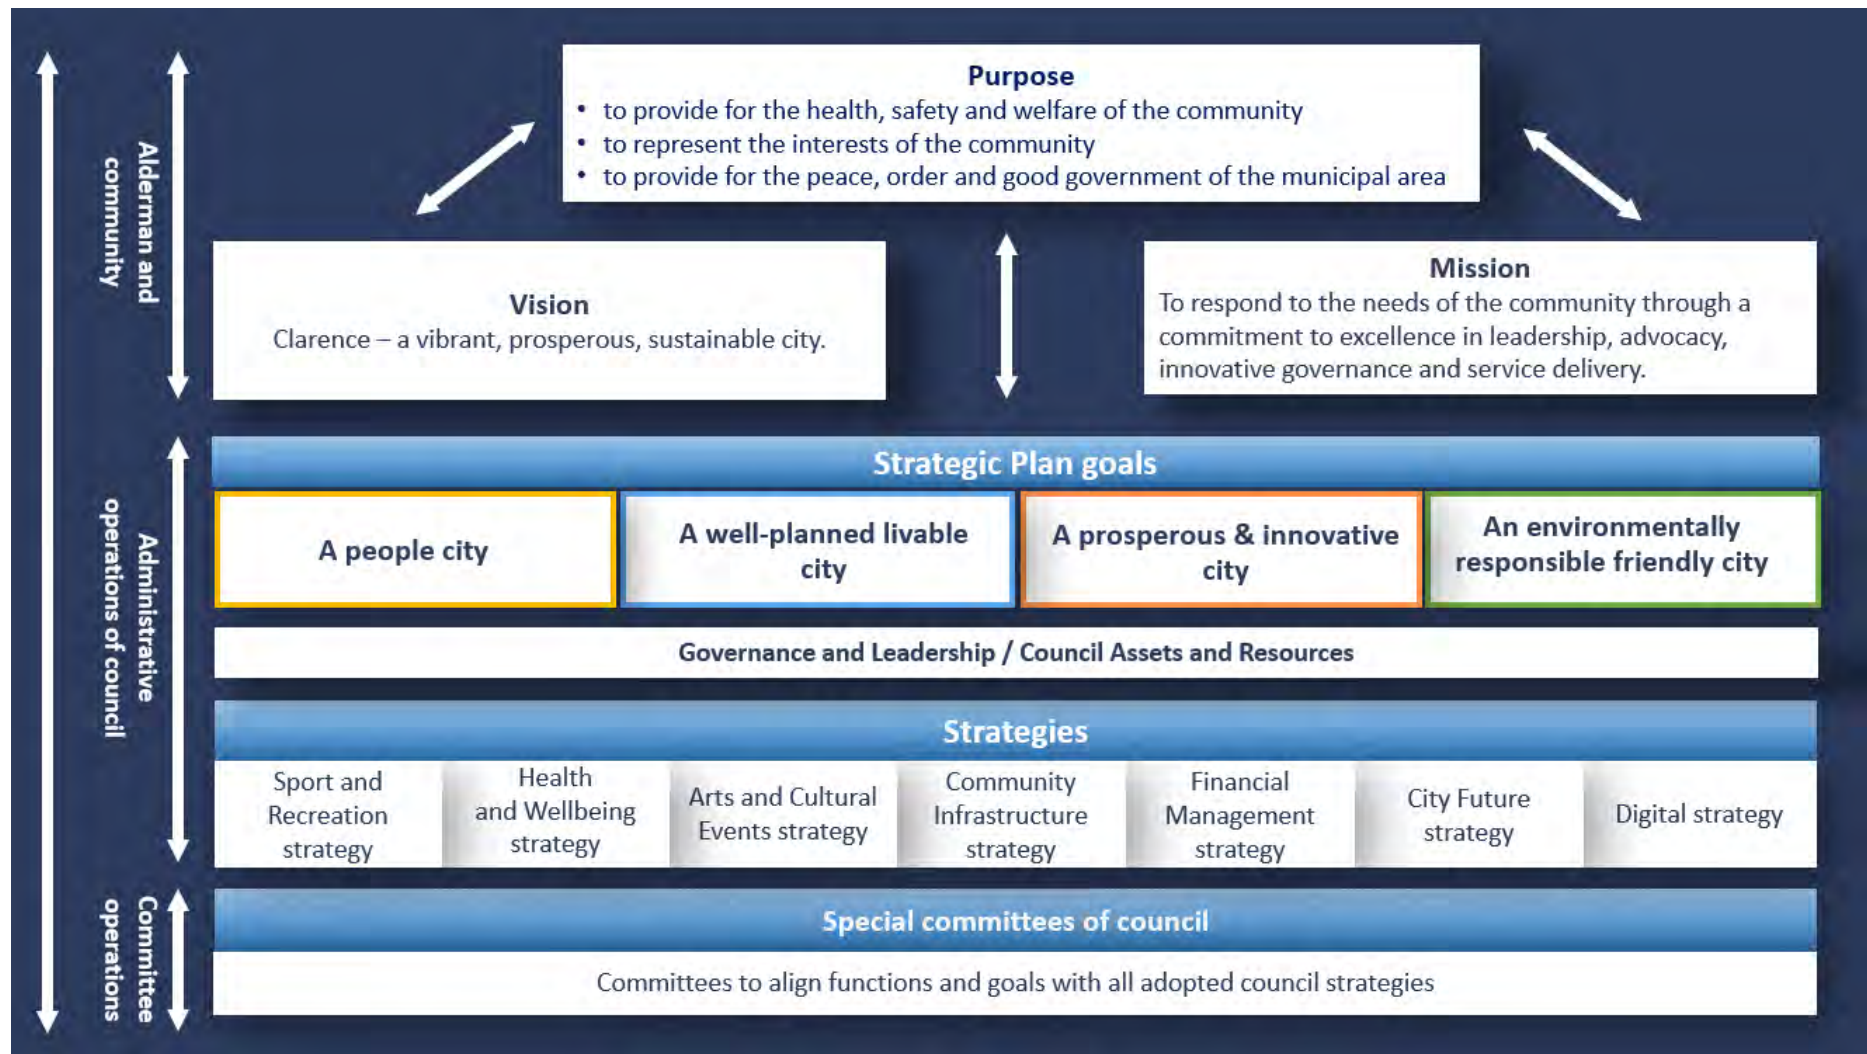 Purpose
• to provide for the health, safety and welfare of the community
• to represent the interests of the community
• to provide for the peace, order and good government of the municipal area
Alderman and
community
Vision
Clarence – a vibrant, prosperous, sustainable city.
Mission
To respond to the needs of the community through a
commitment to excellence in leadership, advocacy,
innovative governance and service delivery.
Administrative
operations of council
Strategic Plan goals
A people city
A well-planned livable
city
A prosperous & innovative
city
An environmentally
responsible friendly city
Governance and Leadership / Council Assets and Resources
Strategies
Sport and
Recreation
strategy
Health
and Wellbeing
strategy
Arts and Cultural
Events strategy
Community
Infrastructure
strategy
Financial
Management
strategy
City Future
strategy
Digital strategy
Committee
operations
Special committees of council
Committees to align functions and goals with all adopted council strategies